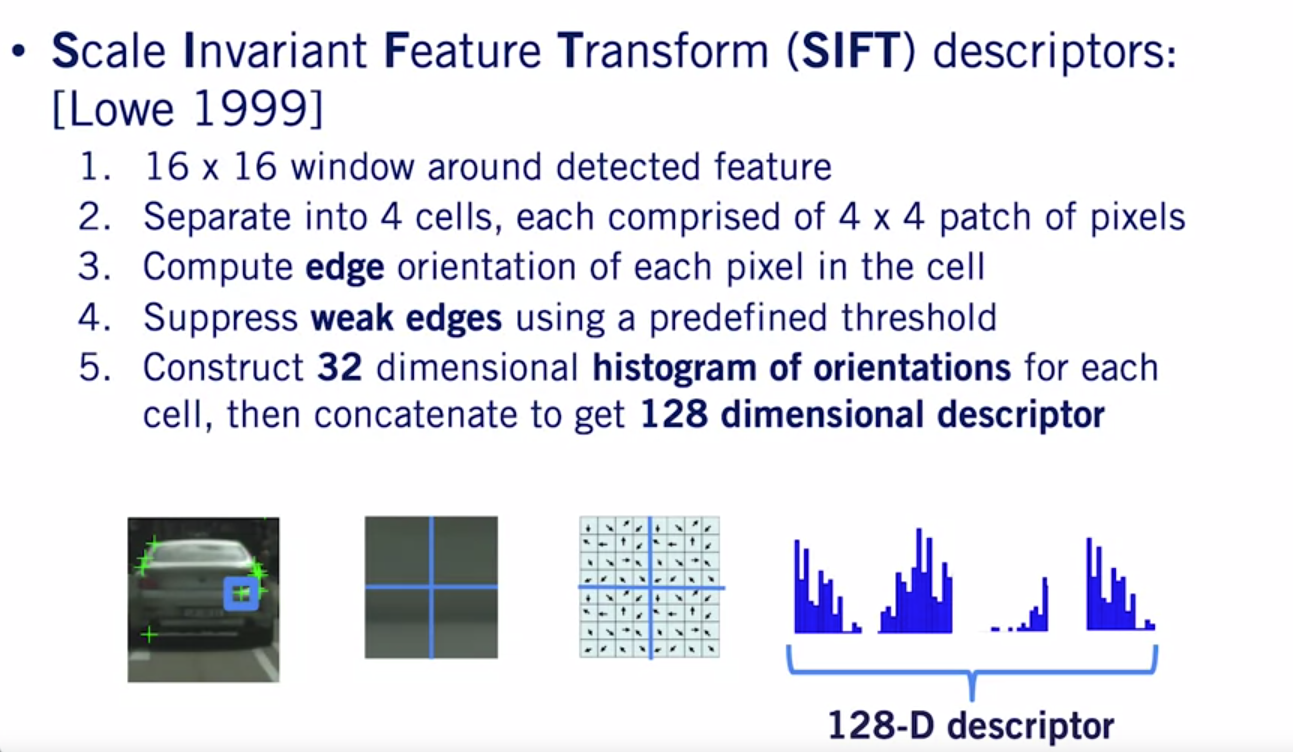 • Scale Invariant Feature Transform (SIFT) descriptors:
[Lowe 1999]
1. 16 x 16 window around detected feature
2. Separate into 4 cells, each comprised of 4 x 4 patch of pixels
3. Compute edge orientation of each pixel in the cell
4. Suppress weak edges using a predefined threshold
5. Construct 32 dimensional histogram of orientations for each
cell, then concatenate to get 128 dimensional descriptor
128-D descriptor